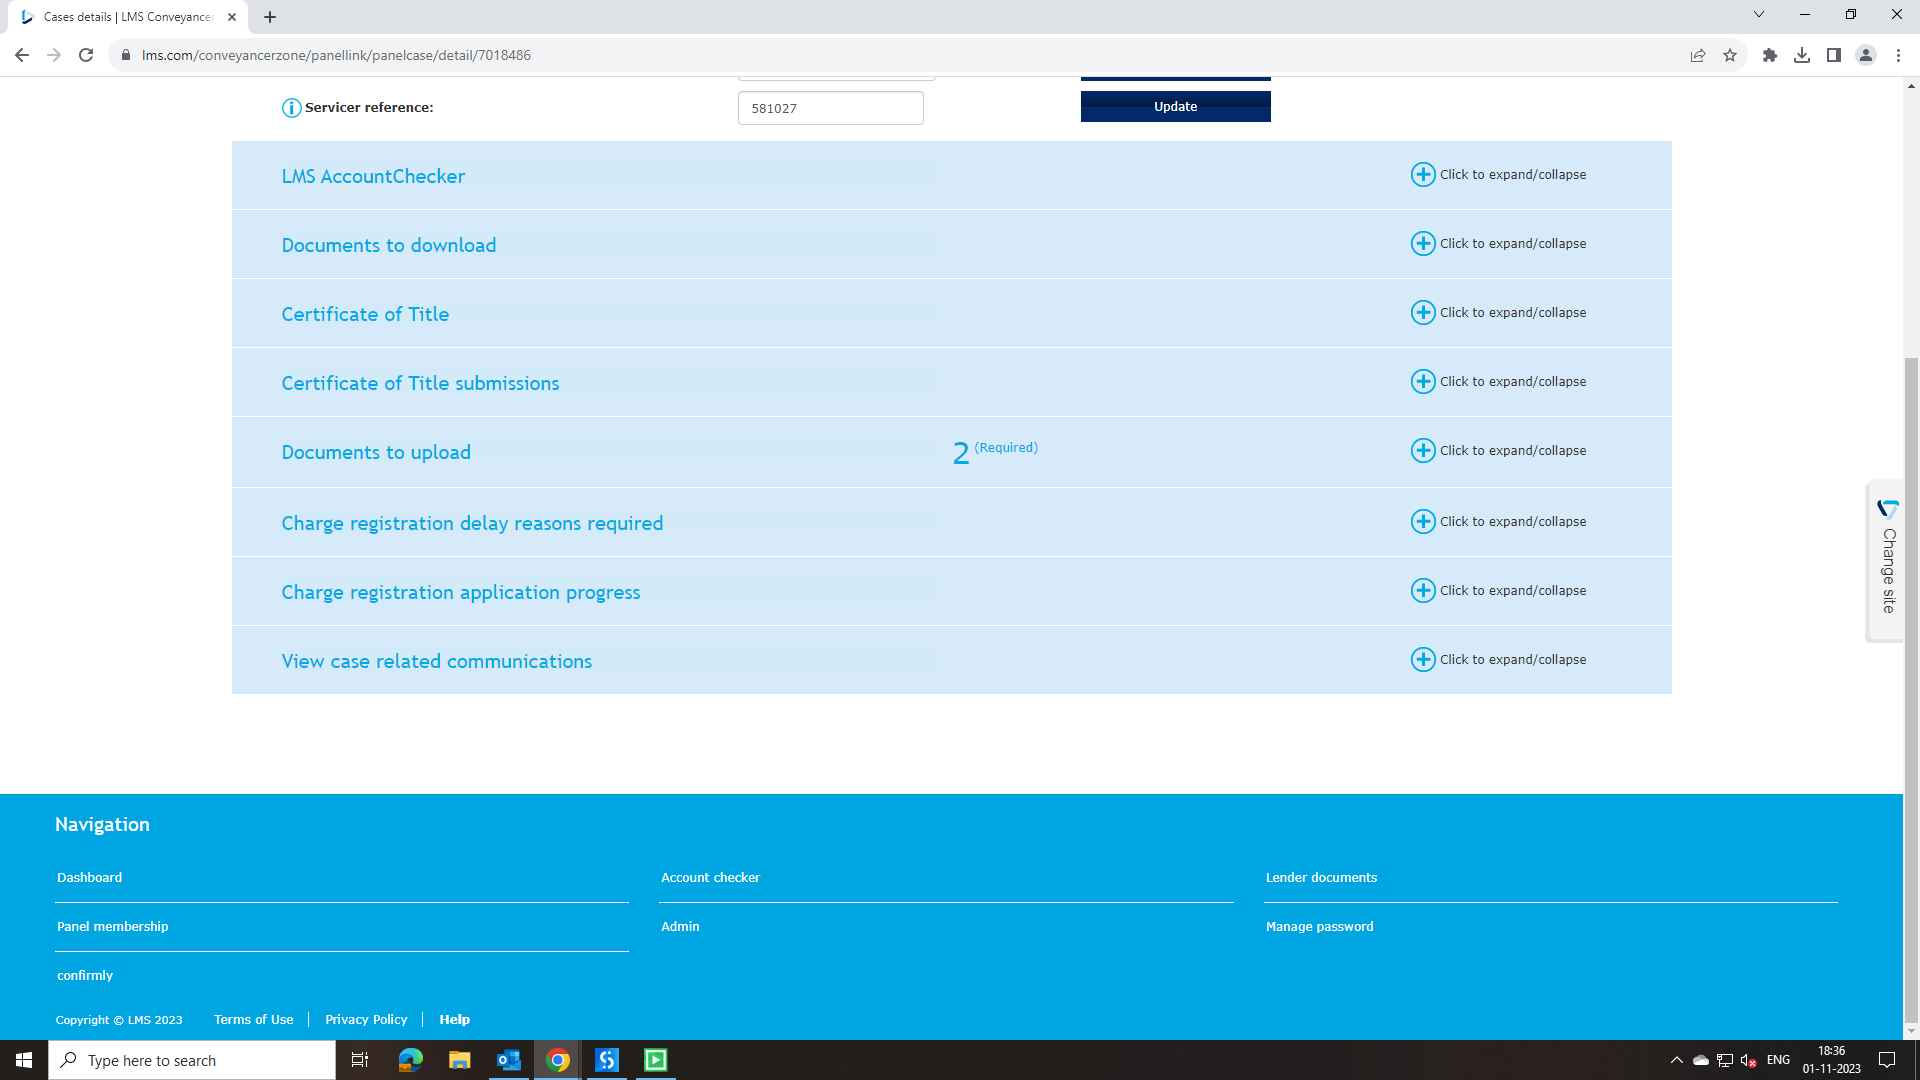 Cases details | LMS Conveyancer
lms.com/conveyancerzone/panellink/panelcase/detail/7018486
Servicer reference:
581027
Update
LMS AccountChecker
Click to expand/collapse
Documents to download
Click to expand/collapse
Certificate of Title
Click to expand/collapse
Certificate of Title submissions
Click to expand/collapse
Documents to upload
2 (Required)
Click to expand/collapse
Charge registration delay reasons required
Click to expand/collapse
Charge registration application progress
Click to expand/collapse
View case related communications
Click to expand/collapse
Change site
Navigation
Dashboard
Account checker
Lender documents
Panel membership
Admin
Manage password
confirmly
Copyright © LMS 2023
Terms of Use
Privacy Policy
Help
Type here to search
ENG
18:36
01-11-2023